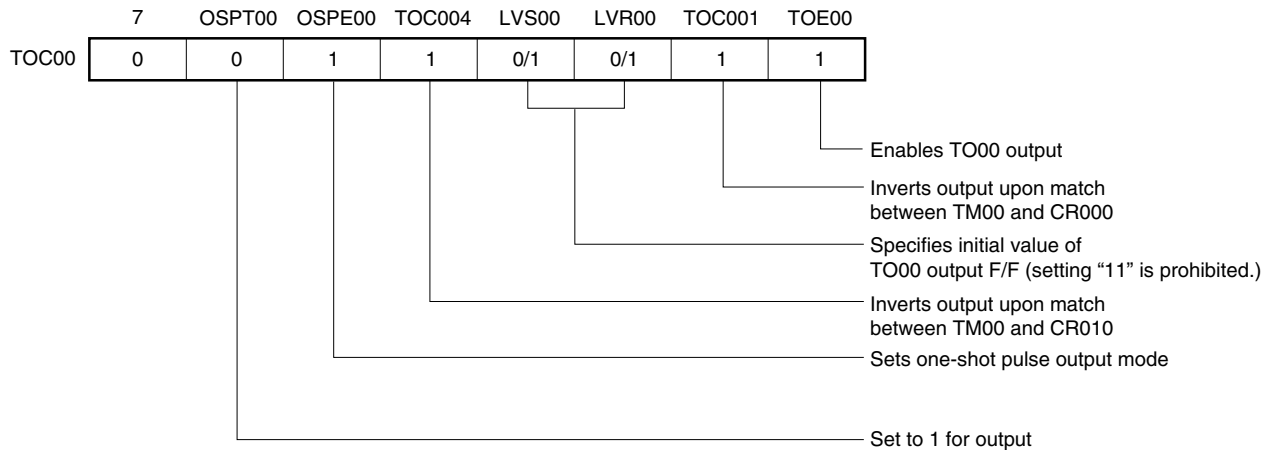 7 OSPT00 OSPE00 TOC004 LVS00 LVR00 TOC001 TOE00
TOC00 0 0 1 1 0/1 0/1 1 1
Enables TO00 output
Inverts output upon match
between TM00 and CR000
Specifies initial value of
TO00 output F/F (setting “11” is prohibited.)
Inverts output upon match
between TM00 and CR010
Sets one-shot pulse output mode
Set to 1 for output